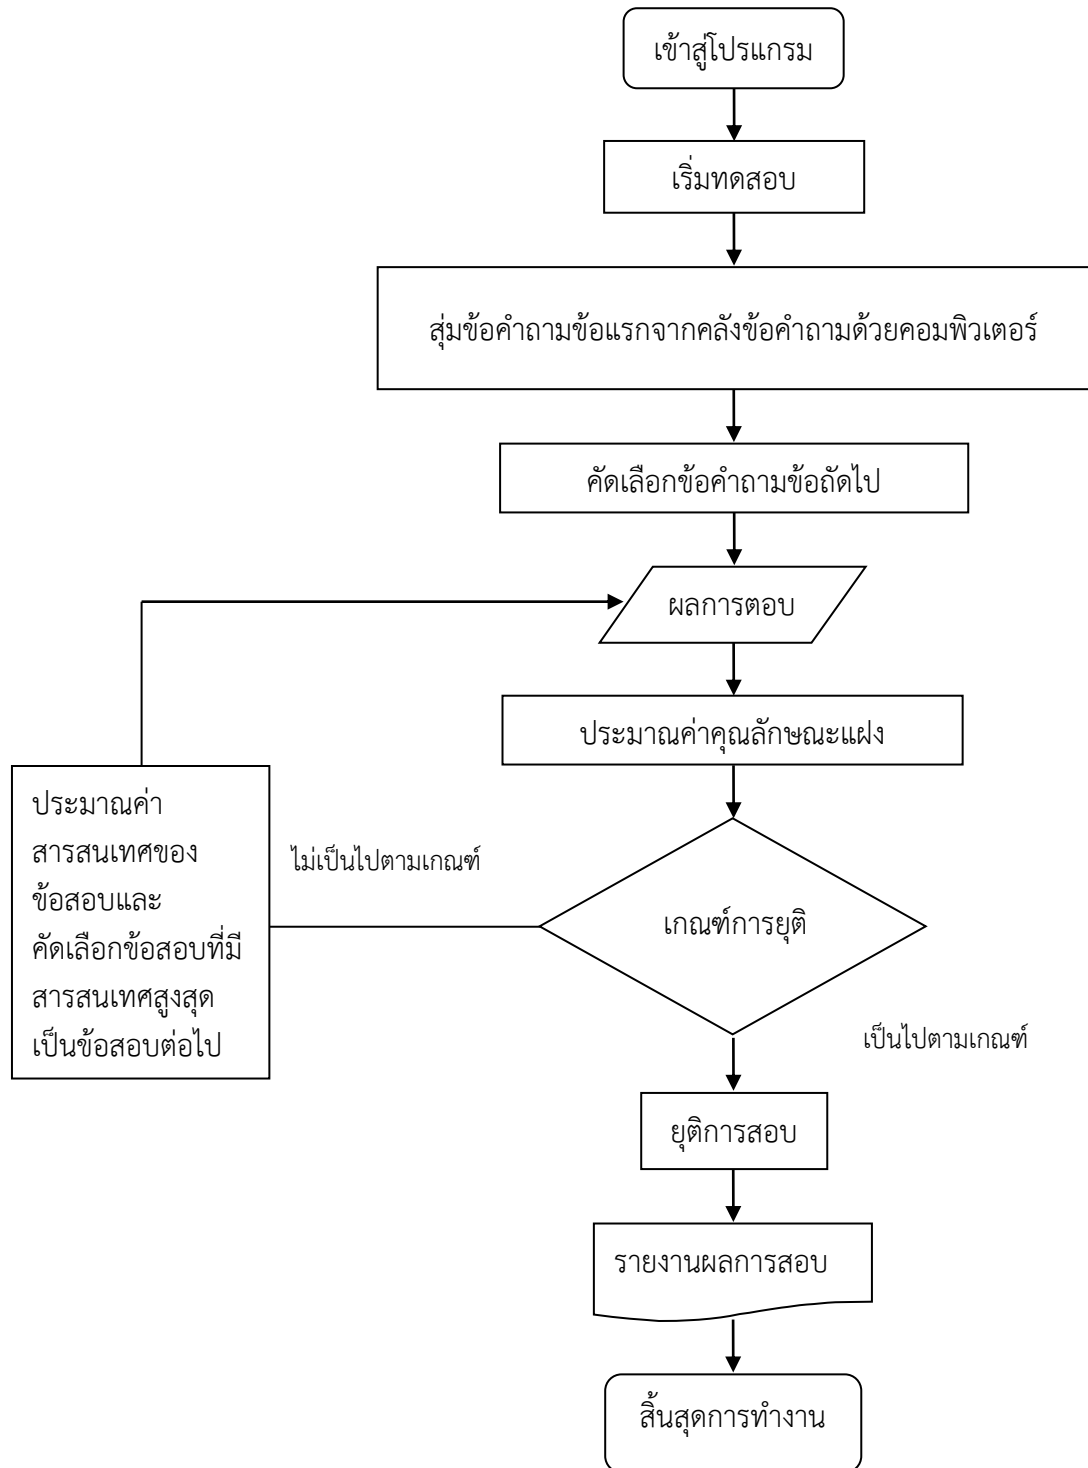 เข้าสู่โปรแกรม
เริ่มทดสอบ
สุ่มข้อคำถามข้อแรกจากคลังข้อคำถามด้วยคอมพิวเตอร์
คัดเลือกข้อคำถามข้อถัดไป
ผลการตอบ
ประมาณค่าคุณลักษณะแฝง
ประมาณค่า
สารสนเทศของ
ข้อสอบและ
คัดเลือกข้อสอบที่มี
สารสนเทศสูงสุด
เป็นข้อสอบต่อไป
ไม่เป็นไปตามเกณฑ์
เกณฑ์การยุติ
เป็นไปตามเกณฑ์
ยุติการสอบ
รายงานผลการสอบ
สิ้นสุดการทำงาน